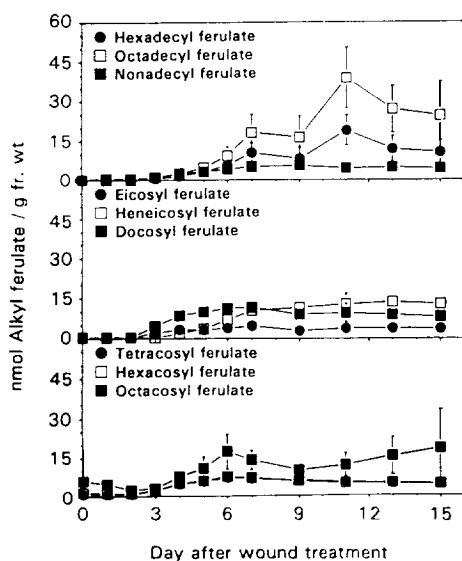 60
Hexadecyl ferulate
Octadecyl ferulate
45
Nonadecyl ferulate
30
15
0
Eicosyl ferulate
Heneicosyl ferulate
45
Docosyl ferulate
30
15
0
Tetracosyl ferulate
Hexacosyl ferulate
45
Octacosyl ferulate
30
15
0
0 3 6 9 12 15
Day after wound treatment
nmol Alkyl ferulate / g fr. wt